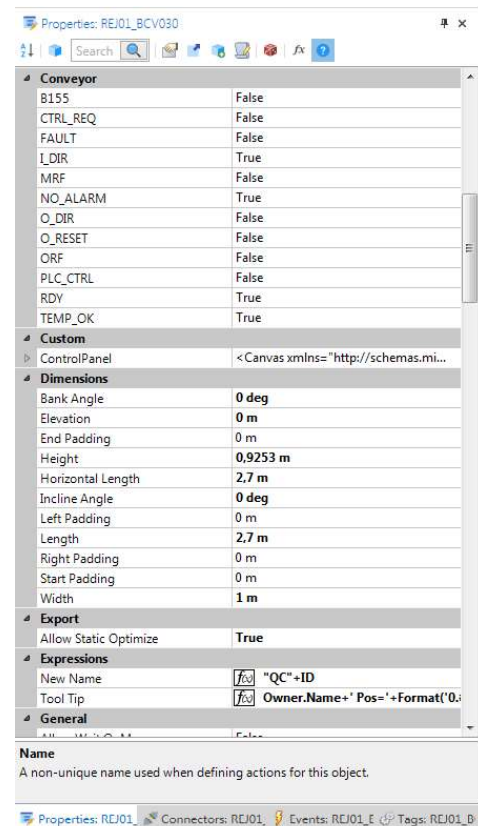 Properties: REJ01_BCV030
Search
Conveyor
B155 False
CTRL_REQ False
FAULT False
I_DIR True
MRF False
NO_ALARM True
O_DIR False
O_RESET False
ORF False
PLC_CTRL False
RDY True
TEMP_OK True
Custom
ControlPanel <Canvas xmlns="http://schemas.mi...
Dimensions
Bank Angle 0 deg
Elevation 0 m
End Padding 0 m
Height 0,9253 m
Horizontal Length 2,7 m
Incline Angle 0 deg
Left Padding 0 m
Length 2,7 m
Right Padding 0 m
Start Padding 0 m
Width 1 m
Export
Allow Static Optimize True
Expressions
New Name f(x) "QC"+ID
Tool Tip f(x) Owner.Name+' Pos='+Format('0.#
General
Name
A non-unique name used when defining actions for this object.
Properties: REJ01_ Connectors: REJ01_ Events: REJ01_E Tags: REJ01_B